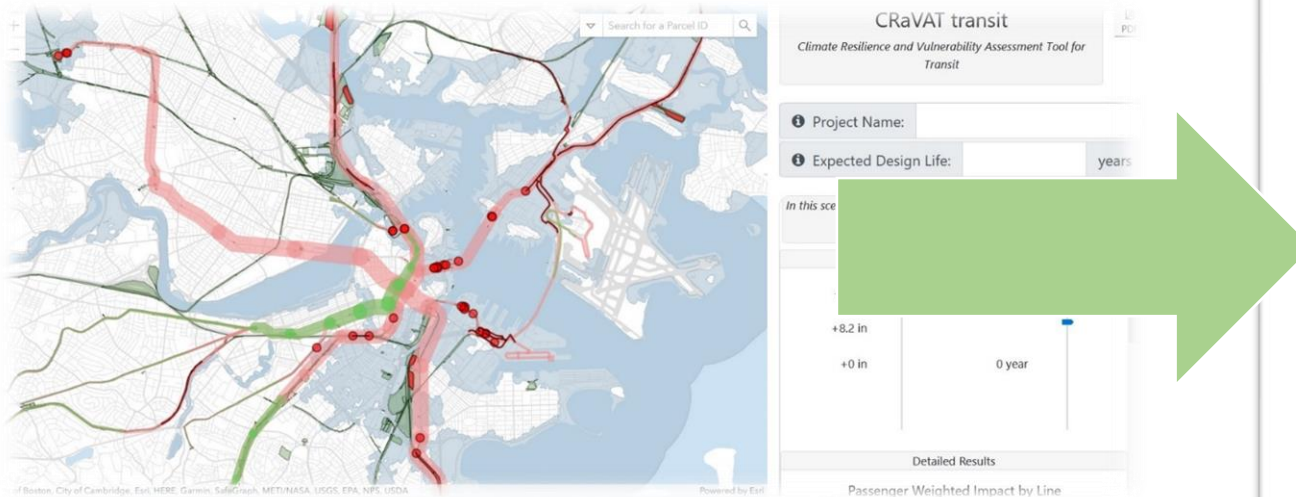 Search for a Parcel ID
CRaVAT transit
Climate Resilience and Vulnerability Assessment Tool for
Transit
Project Name:
Expected Design Life:
years
In this sce
+8.2 in
+0 in
0 year
Detailed Results
Passenger Weighted Impact by Line
of Boston, City of Cambridge, Esri, HERE, Garmin, SafeGraph, METI/NASA, USGS, EPA, NPS, USDA
Powered by Esri